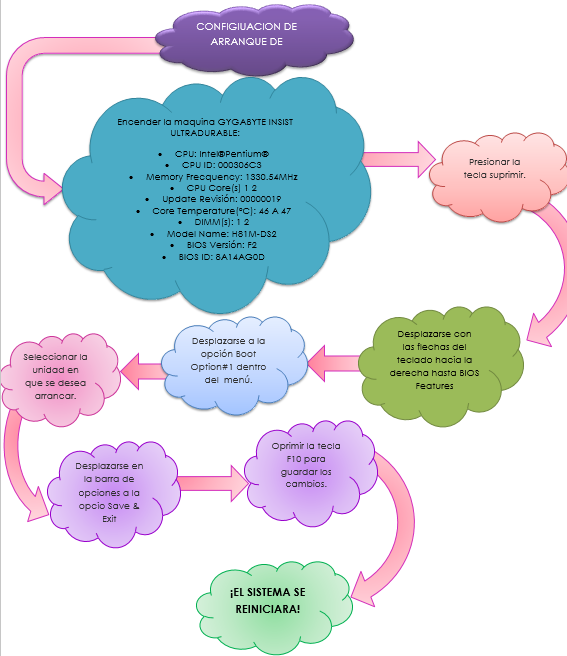 CONFIGIUACION DE
ARRANQUE DE
Encender la maquina GYGABYTE INSIST
ULTRADURABLE:
• CPU: Intel®Pentium®
• CPU ID: 000306C3
• Memory Frecquency: 1330.54MHz
• CPU Core(s) 1 2
• Update Revisión: 00000019
• Core Temperature(°C): 46 A 47
• DIMM(s): 1 2
• Model Name: H81M-DS2
• BIOS Versión: F2
• BIOS ID: 8A14AG0D
Presionar la
tecla suprimir.
Desplazarse con
las flechas del
teclado hacia la
derecha hasta BIOS
Features
Desplazarse a la
opción Boot
Option#1 dentro
del menú.
Seleccionar la
unidad en
que se desea
arrancar.
Desplazarse en
la barra de
opciones a la
opcio Save &
Exit
Oprimir la tecla
F10 para
guardar los
cambios.
¡EL SISTEMA SE
REINICIARA!